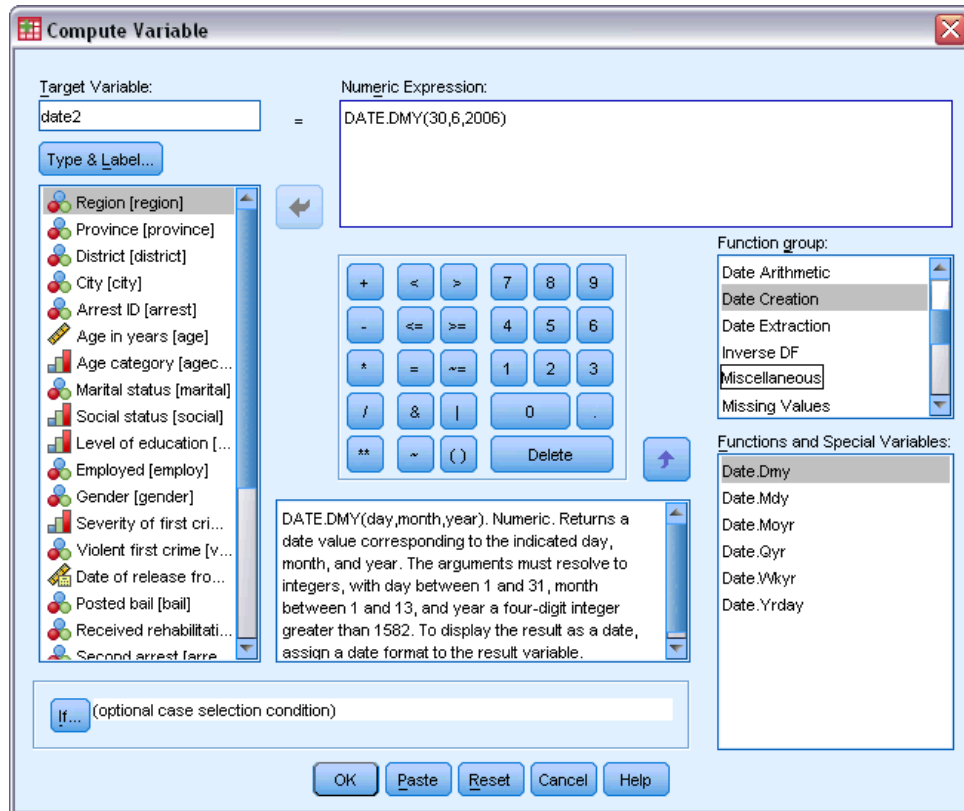 Compute Variable
Target Variable:
date2
=
Numeric Expression:
DATE.DMY(30,6,2006)
Type & Label...
Region [region]
Province [province]
District [district]
City [city]
Arrest ID [arrest]
Age in years [age]
Age category [agec...
Marital status [marital]
Social status [social]
Level of education [...
Employed [employ]
Gender [gender]
Severity of first cri...
Violent first crime [v...
Date of release fro...
Posted bail [bail]
Received rehabilitati...
Second arrest [arre
+ < > 7 8 9
- <= >= 4 5 6
* = ~= 1 2 3
/ & | 0 .
** ~ ( ) Delete
Function group:
Date Arithmetic
Date Creation
Date Extraction
Inverse DF
Miscellaneous
Missing Values
DATE.DMY(day,month,year). Numeric. Returns a
date value corresponding to the indicated day,
month, and year. The arguments must resolve to
integers, with day between 1 and 31, month
between 1 and 13, and year a four-digit integer
greater than 1582. To display the result as a date,
assign a date format to the result variable.
Functions and Special Variables:
Date.Dmy
Date.Mdy
Date.Moyr
Date.Qyr
Date.Wkyr
Date.Yrday
If... (optional case selection condition)
OK Paste Reset Cancel Help